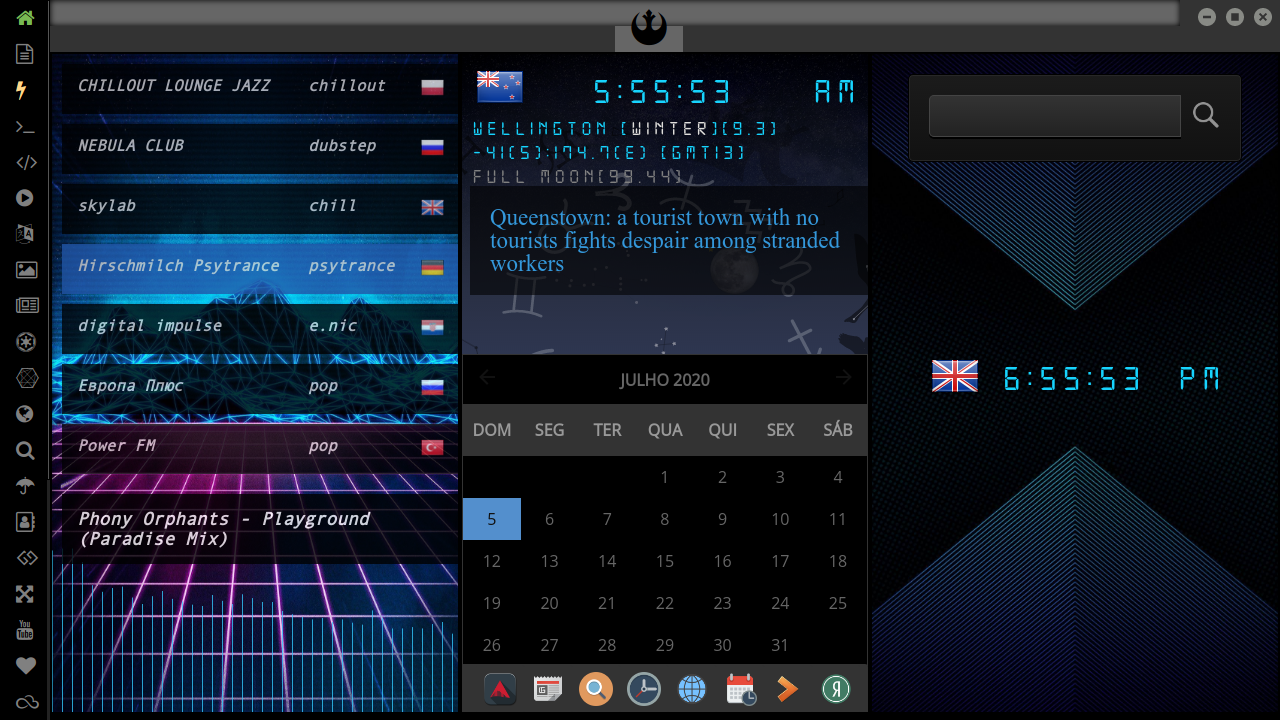 CHILLOUT LOUNGE JAZZ chillout
NEBULA CLUB dubstep
skylab chill
Hirschmilch Psytrance psytrance
digital impulse e.nic
Европа Плюс pop
Power FM pop
Phony Orphants - Playground
(Paradise Mix)
5:55:53 AM
WELLINGTON [WINTER][9.3]
-41(S):174.7(E) [GMT13]
FULL MOON[99.44]
Queenstown: a tourist town with no
tourists fights despair among stranded
workers
JULHO 2020
DOM SEG TER QUA QUI SEX SÁB
1 2 3 4
5 6 7 8 9 10 11
12 13 14 15 16 17 18
19 20 21 22 23 24 25
26 27 28 29 30 31
6:55:53 PM
You
Tube
Я